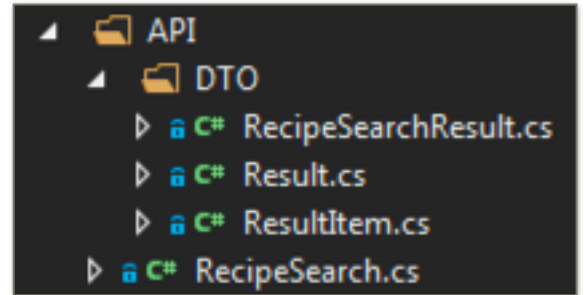 API
DTO
C# RecipeSearchResult.cs
C# Result.cs
C# ResultItem.cs
C# RecipeSearch.cs